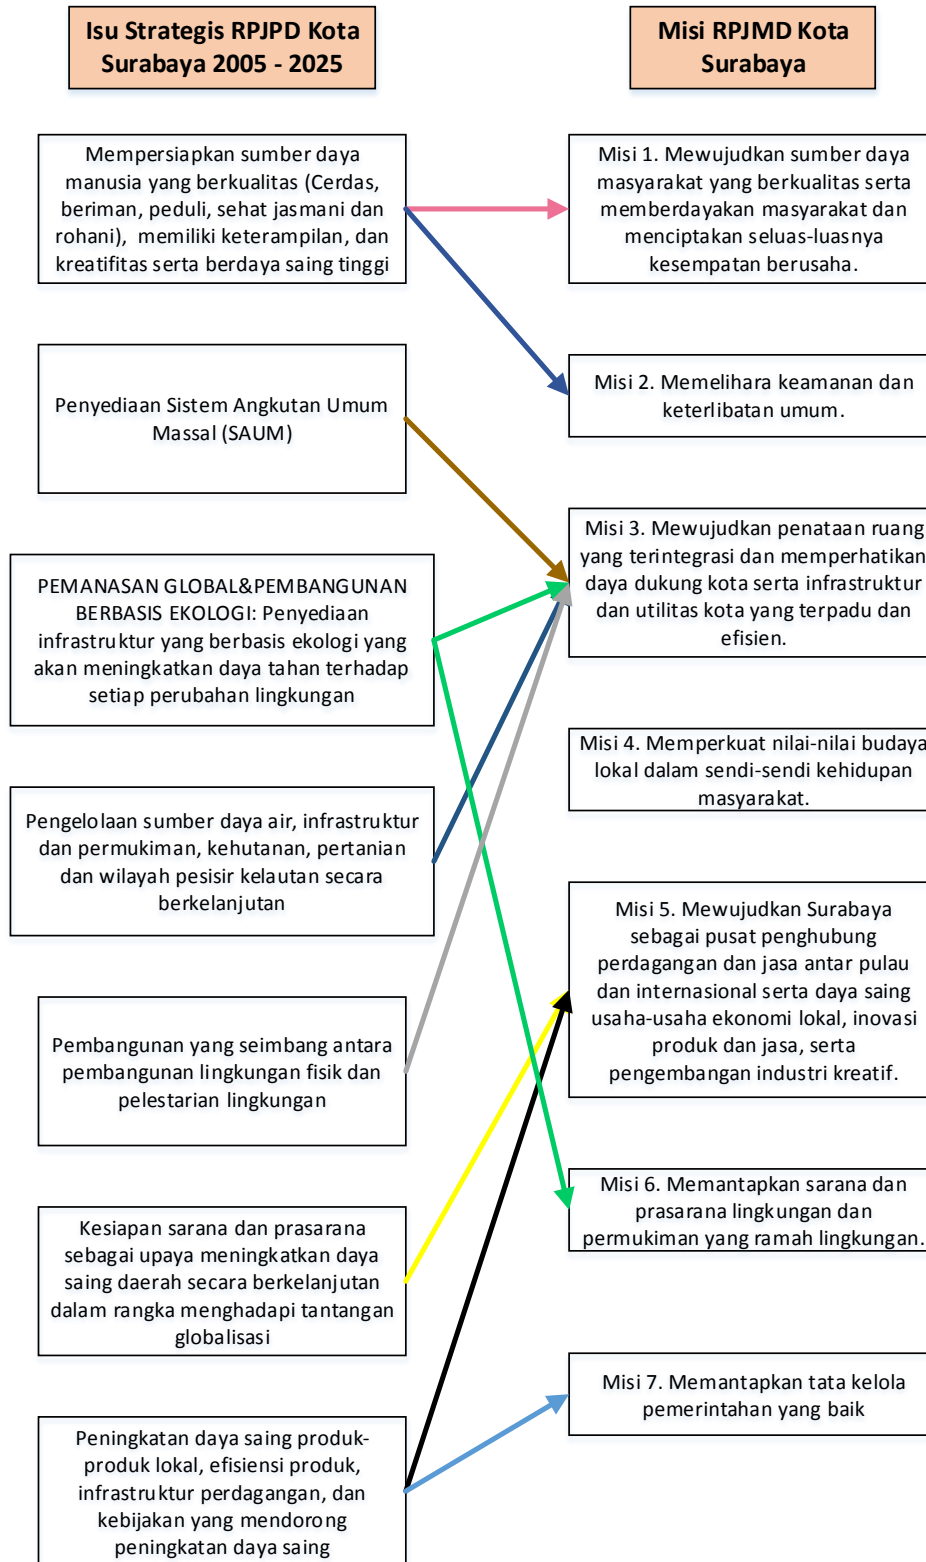 Isu Strategis RPJPD Kota
Surabaya 2005 - 2025
Mempersiapkan sumber daya
manusia yang berkualitas (Cerdas,
beriman, peduli, sehat jasmani dan
rohani),  memiliki keterampilan, dan
kreatifitas serta berdaya saing tinggi
Penyediaan Sistem Angkutan Umum
Massal (SAUM)
PEMANASAN GLOBAL&PEMBANGUNAN
BERBASIS EKOLOGI: Penyediaan
infrastruktur yang berbasis ekologi yang
akan meningkatkan daya tahan terhadap
setiap perubahan lingkungan
Pengelolaan sumber daya air, infrastruktur
dan permukiman, kehutanan, pertanian
dan wilayah pesisir kelautan secara
berkelanjutan
Pembangunan yang seimbang antara
pembangunan lingkungan fisik dan
pelestarian lingkungan
Kesiapan sarana dan prasarana
sebagai upaya meningkatkan daya
saing daerah secara berkelanjutan
dalam rangka menghadapi tantangan
globalisasi
Peningkatan daya saing produk-
produk lokal, efisiensi produk,
infrastruktur perdagangan, dan
kebijakan yang mendorong
peningkatan daya saing
Misi RPJMD Kota
Surabaya
Misi 1. Mewujudkan sumber daya
masyarakat yang berkualitas serta
memberdayakan masyarakat dan
menciptakan seluas-luasnya
kesempatan berusaha.
Misi 2. Memelihara keamanan dan
keterlibatan umum.
Misi 3. Mewujudkan penataan ruang
yang terintegrasi dan memperhatikan
daya dukung kota serta infrastruktur
dan utilitas kota yang terpadu dan
efisien.
Misi 4. Memperkuat nilai-nilai budaya
lokal dalam sendi-sendi kehidupan
masyarakat.
Misi 5. Mewujudkan Surabaya
sebagai pusat penghubung
perdagangan dan jasa antar pulau
dan internasional serta daya saing
usaha-usaha ekonomi lokal, inovasi
produk dan jasa, serta
pengembangan industri kreatif.
Misi 6. Memantapkan sarana dan
prasarana lingkungan dan
permukiman yang ramah lingkungan.
Misi 7. Memantapkan tata kelola
pemerintahan yang baik